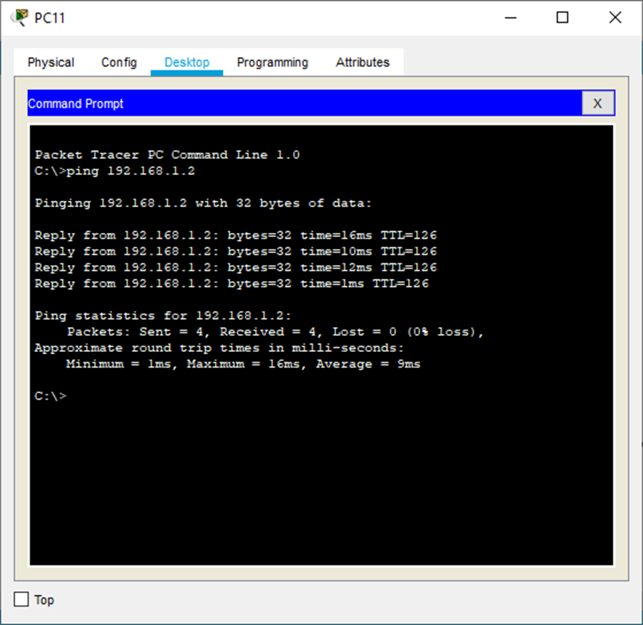 PC11
Physical Config Desktop Programming Attributes
Command Prompt X
Packet Tracer PC Command Line 1.0
C:\>ping 192.168.1.2
Pinging 192.168.1.2 with 32 bytes of data:
Reply from 192.168.1.2: bytes=32 time=16ms TTL=126
Reply from 192.168.1.2: bytes=32 time=10ms TTL=126
Reply from 192.168.1.2: bytes=32 time=12ms TTL=126
Reply from 192.168.1.2: bytes=32 time=1ms TTL=126
Ping statistics for 192.168.1.2:
Packets: Sent = 4, Received = 4, Lost = 0 (0% loss),
Approximate round trip times in milli-seconds:
Minimum = 1ms, Maximum = 16ms, Average = 9ms
C:\>
Top